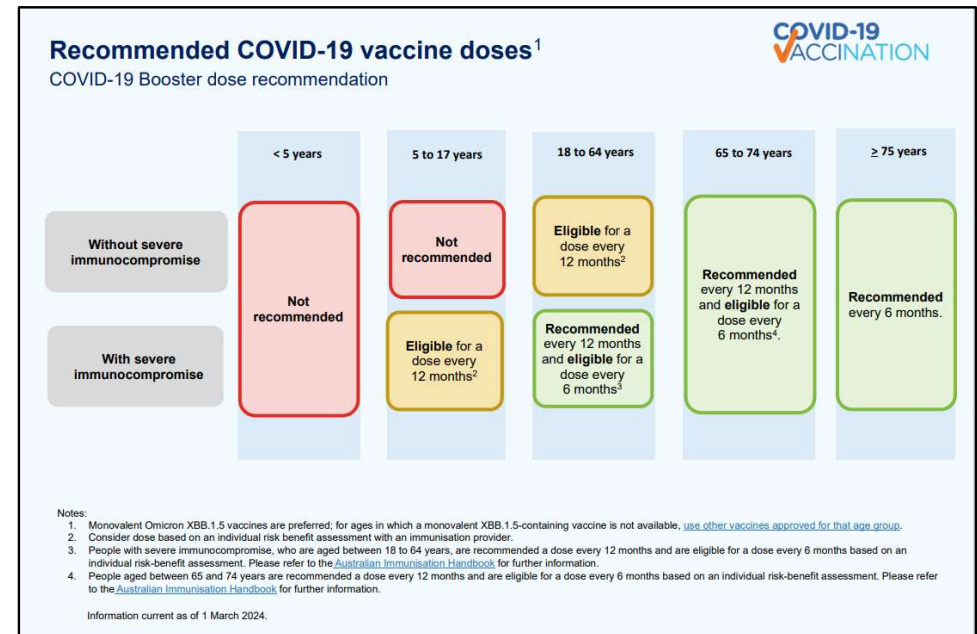 Recommended COVID-19 vaccine doses¹
COVID-19 Booster dose recommendation
COVID-19
VACCINATION
< 5 years
5 to 17 years
18 to 64 years
65 to 74 years
≥ 75 years
Without severe
immunocompromise
With severe
immunocompromise
Not
recommended
Not
recommended
Eligible for a
dose every
12 months²
Eligible for a
dose every
12 months²
Recommended
every 12 months
and eligible for a
dose every
6 months³
Recommended
every 12 months
and eligible for a
dose every
6 months⁴.
Recommended
every 6 months.
Notes:
1. Monovalent Omicron XBB.1.5 vaccines are preferred; for ages in which a monovalent XBB.1.5-containing vaccine is not available, use other vaccines approved for that age group.
2. Consider dose based on an individual risk benefit assessment with an immunisation provider.
3. People with severe immunocompromise, who are aged between 18 to 64 years, are recommended a dose every 12 months and are eligible for a dose every 6 months based on an
individual risk-benefit assessment. Please refer to the Australian Immunisation Handbook for further information.
4. People aged between 65 and 74 years are recommended a dose every 12 months and are eligible for a dose every 6 months based on an individual risk-benefit assessment. Please refer
to the Australian Immunisation Handbook for further information.
Information current as of 1 March 2024.